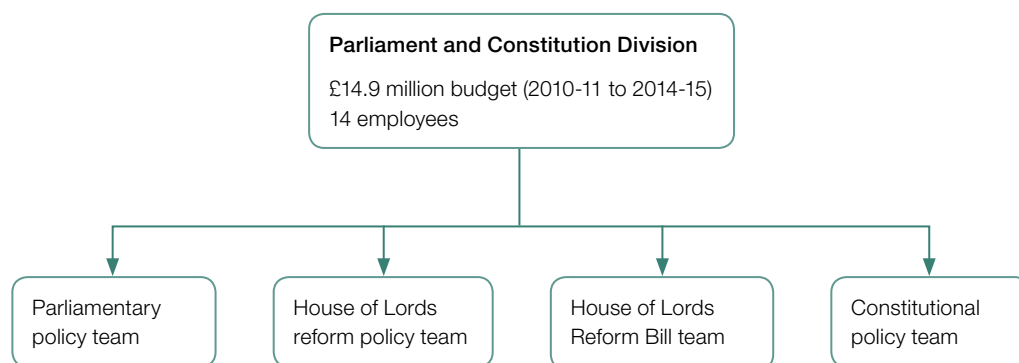 Parliament and Constitution Division
£14.9 million budget (2010-11 to 2014-15)
14 employees
Parliamentary
policy team
House of Lords
reform policy team
House of Lords
Reform Bill team
Constitutional
policy team